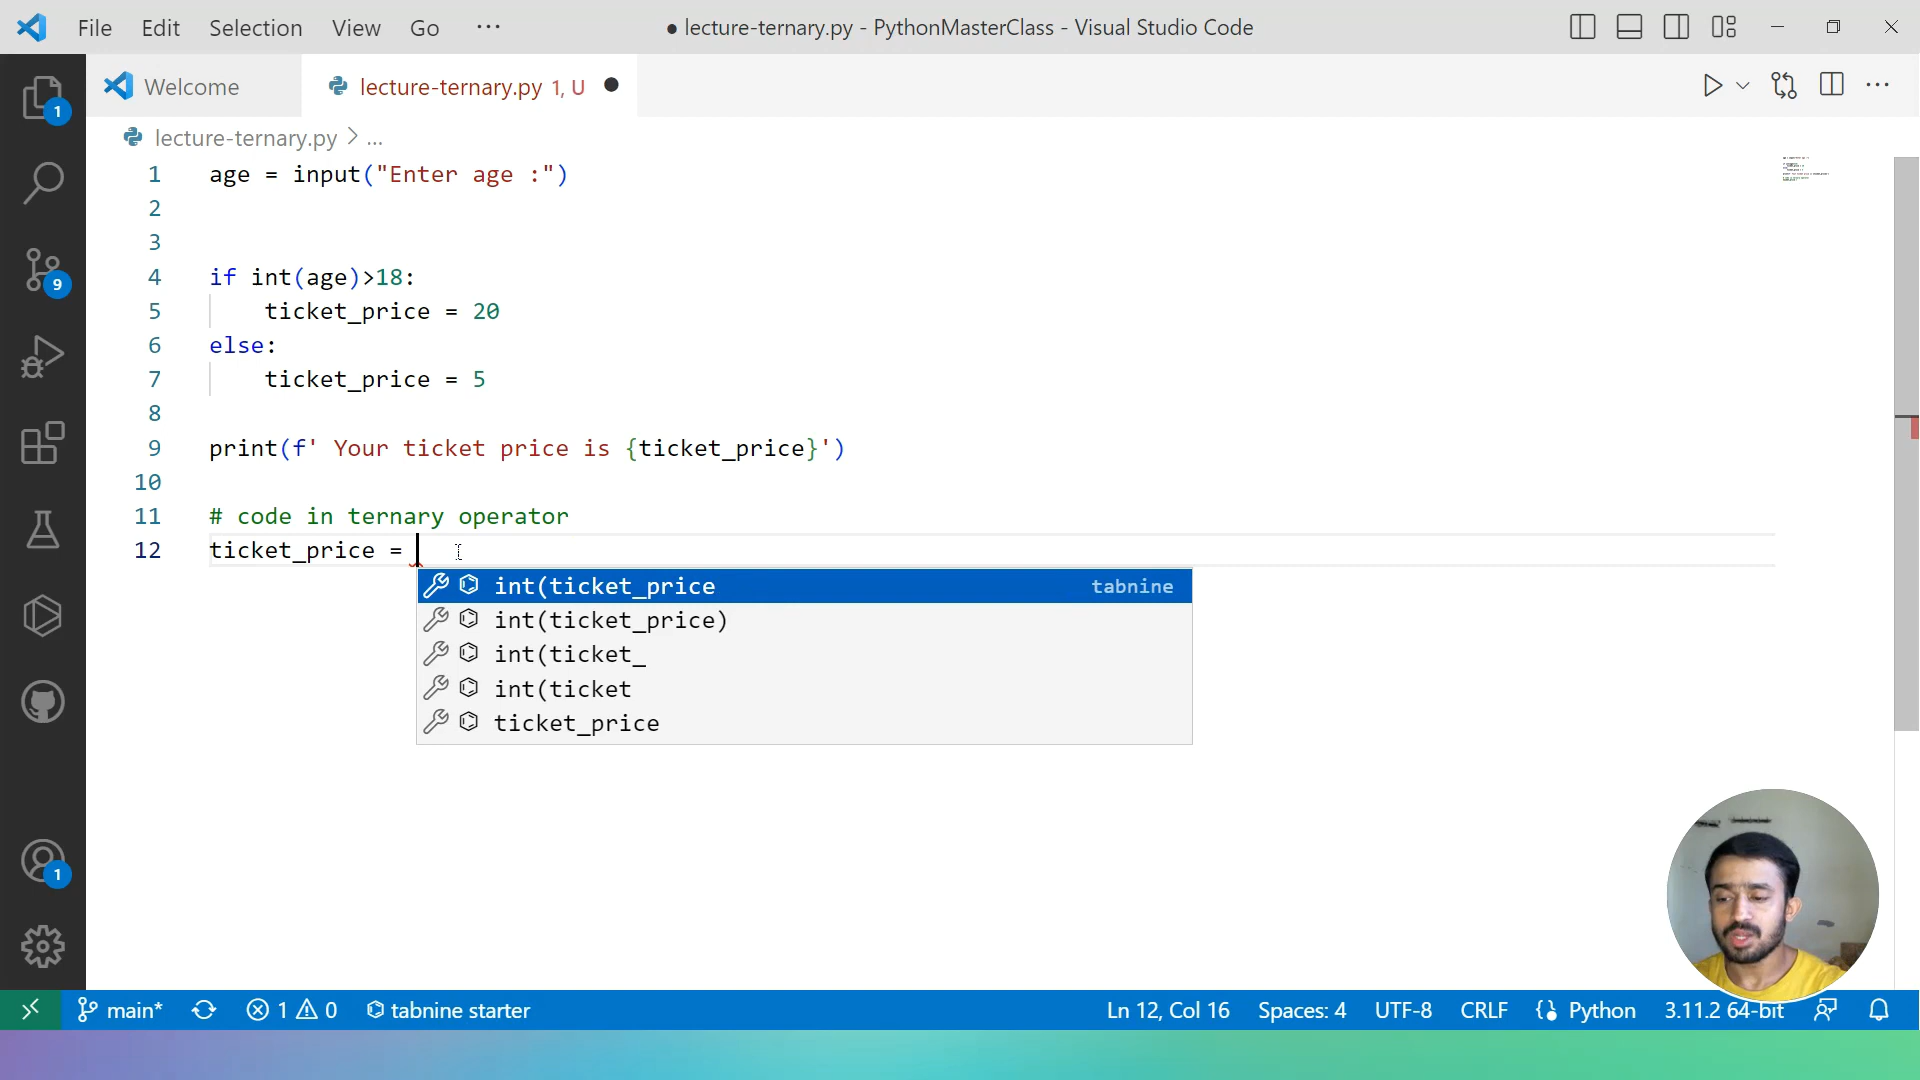 File Edit Selection View Go ··· ● lecture-ternary.py - PythonMasterClass - Visual Studio Code
Welcome lecture-ternary.py 1, U ●
lecture-ternary.py > ...
1 age = input("Enter age :")
2
3
4 if int(age)>18:
5 ticket_price = 20
6 else:
7 ticket_price = 5
8
9 print(f' Your ticket price is {ticket_price}')
10
11 # code in ternary operator
12 ticket_price =
int(ticket_price tabnine
int(ticket_price)
int(ticket_
int(ticket
ticket_price
1
9
1
main* 1 0 tabnine starter Ln 12, Col 16 Spaces: 4 UTF-8 CRLF Python 3.11.2 64-bit